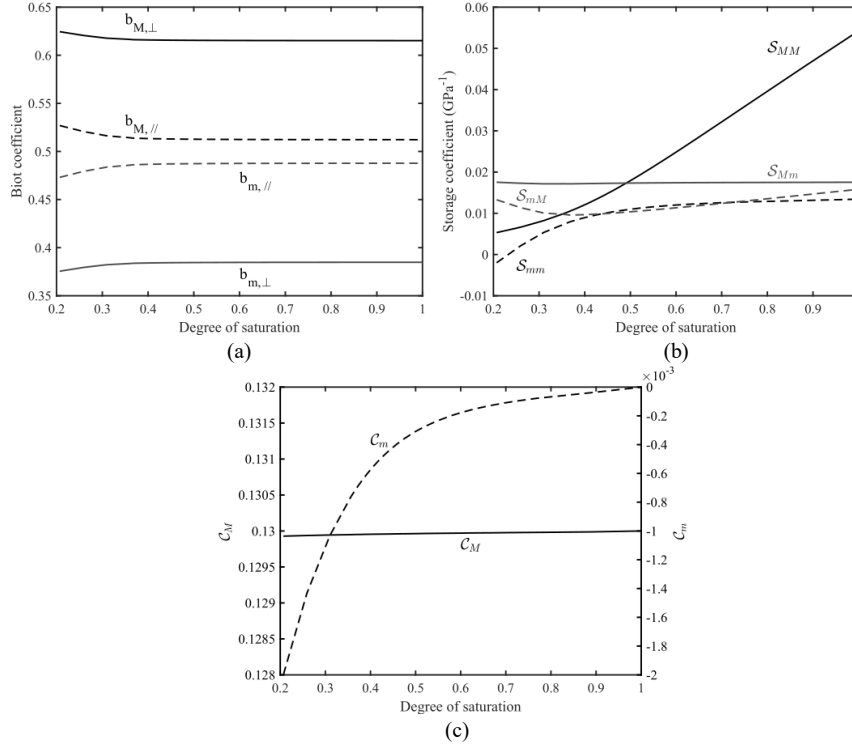 0.65
0.6
0.55
0.5
0.45
0.4
0.35
Biot coefficient
b_{M,⊥}
b_{M,//}
b_{m,//}
b_{m,⊥}
0.2 0.3 0.4 0.5 0.6 0.7 0.8 0.9 1
Degree of saturation
(a)
0.06
0.05
0.04
0.03
0.02
0.01
0
-0.01
Storage coefficient (GPa⁻¹)
𝒮_{MM}
𝒮_{Mm}
𝒮_{mM}
𝒮_{mm}
0.2 0.3 0.4 0.5 0.6 0.7 0.8 0.9
Degree of saturation
(b)
0.132
0.1315
0.131
0.1305
0.13
0.1295
0.129
0.1285
0.128
𝒞_M
𝒞_m
𝒞_M
×10⁻³
0
-0.2
-0.4
-0.6
-0.8
-1
-1.2
-1.4
-1.6
-1.8
-2
𝒞_m
0.2 0.3 0.4 0.5 0.6 0.7 0.8 0.9 1
Degree of saturation
(c)